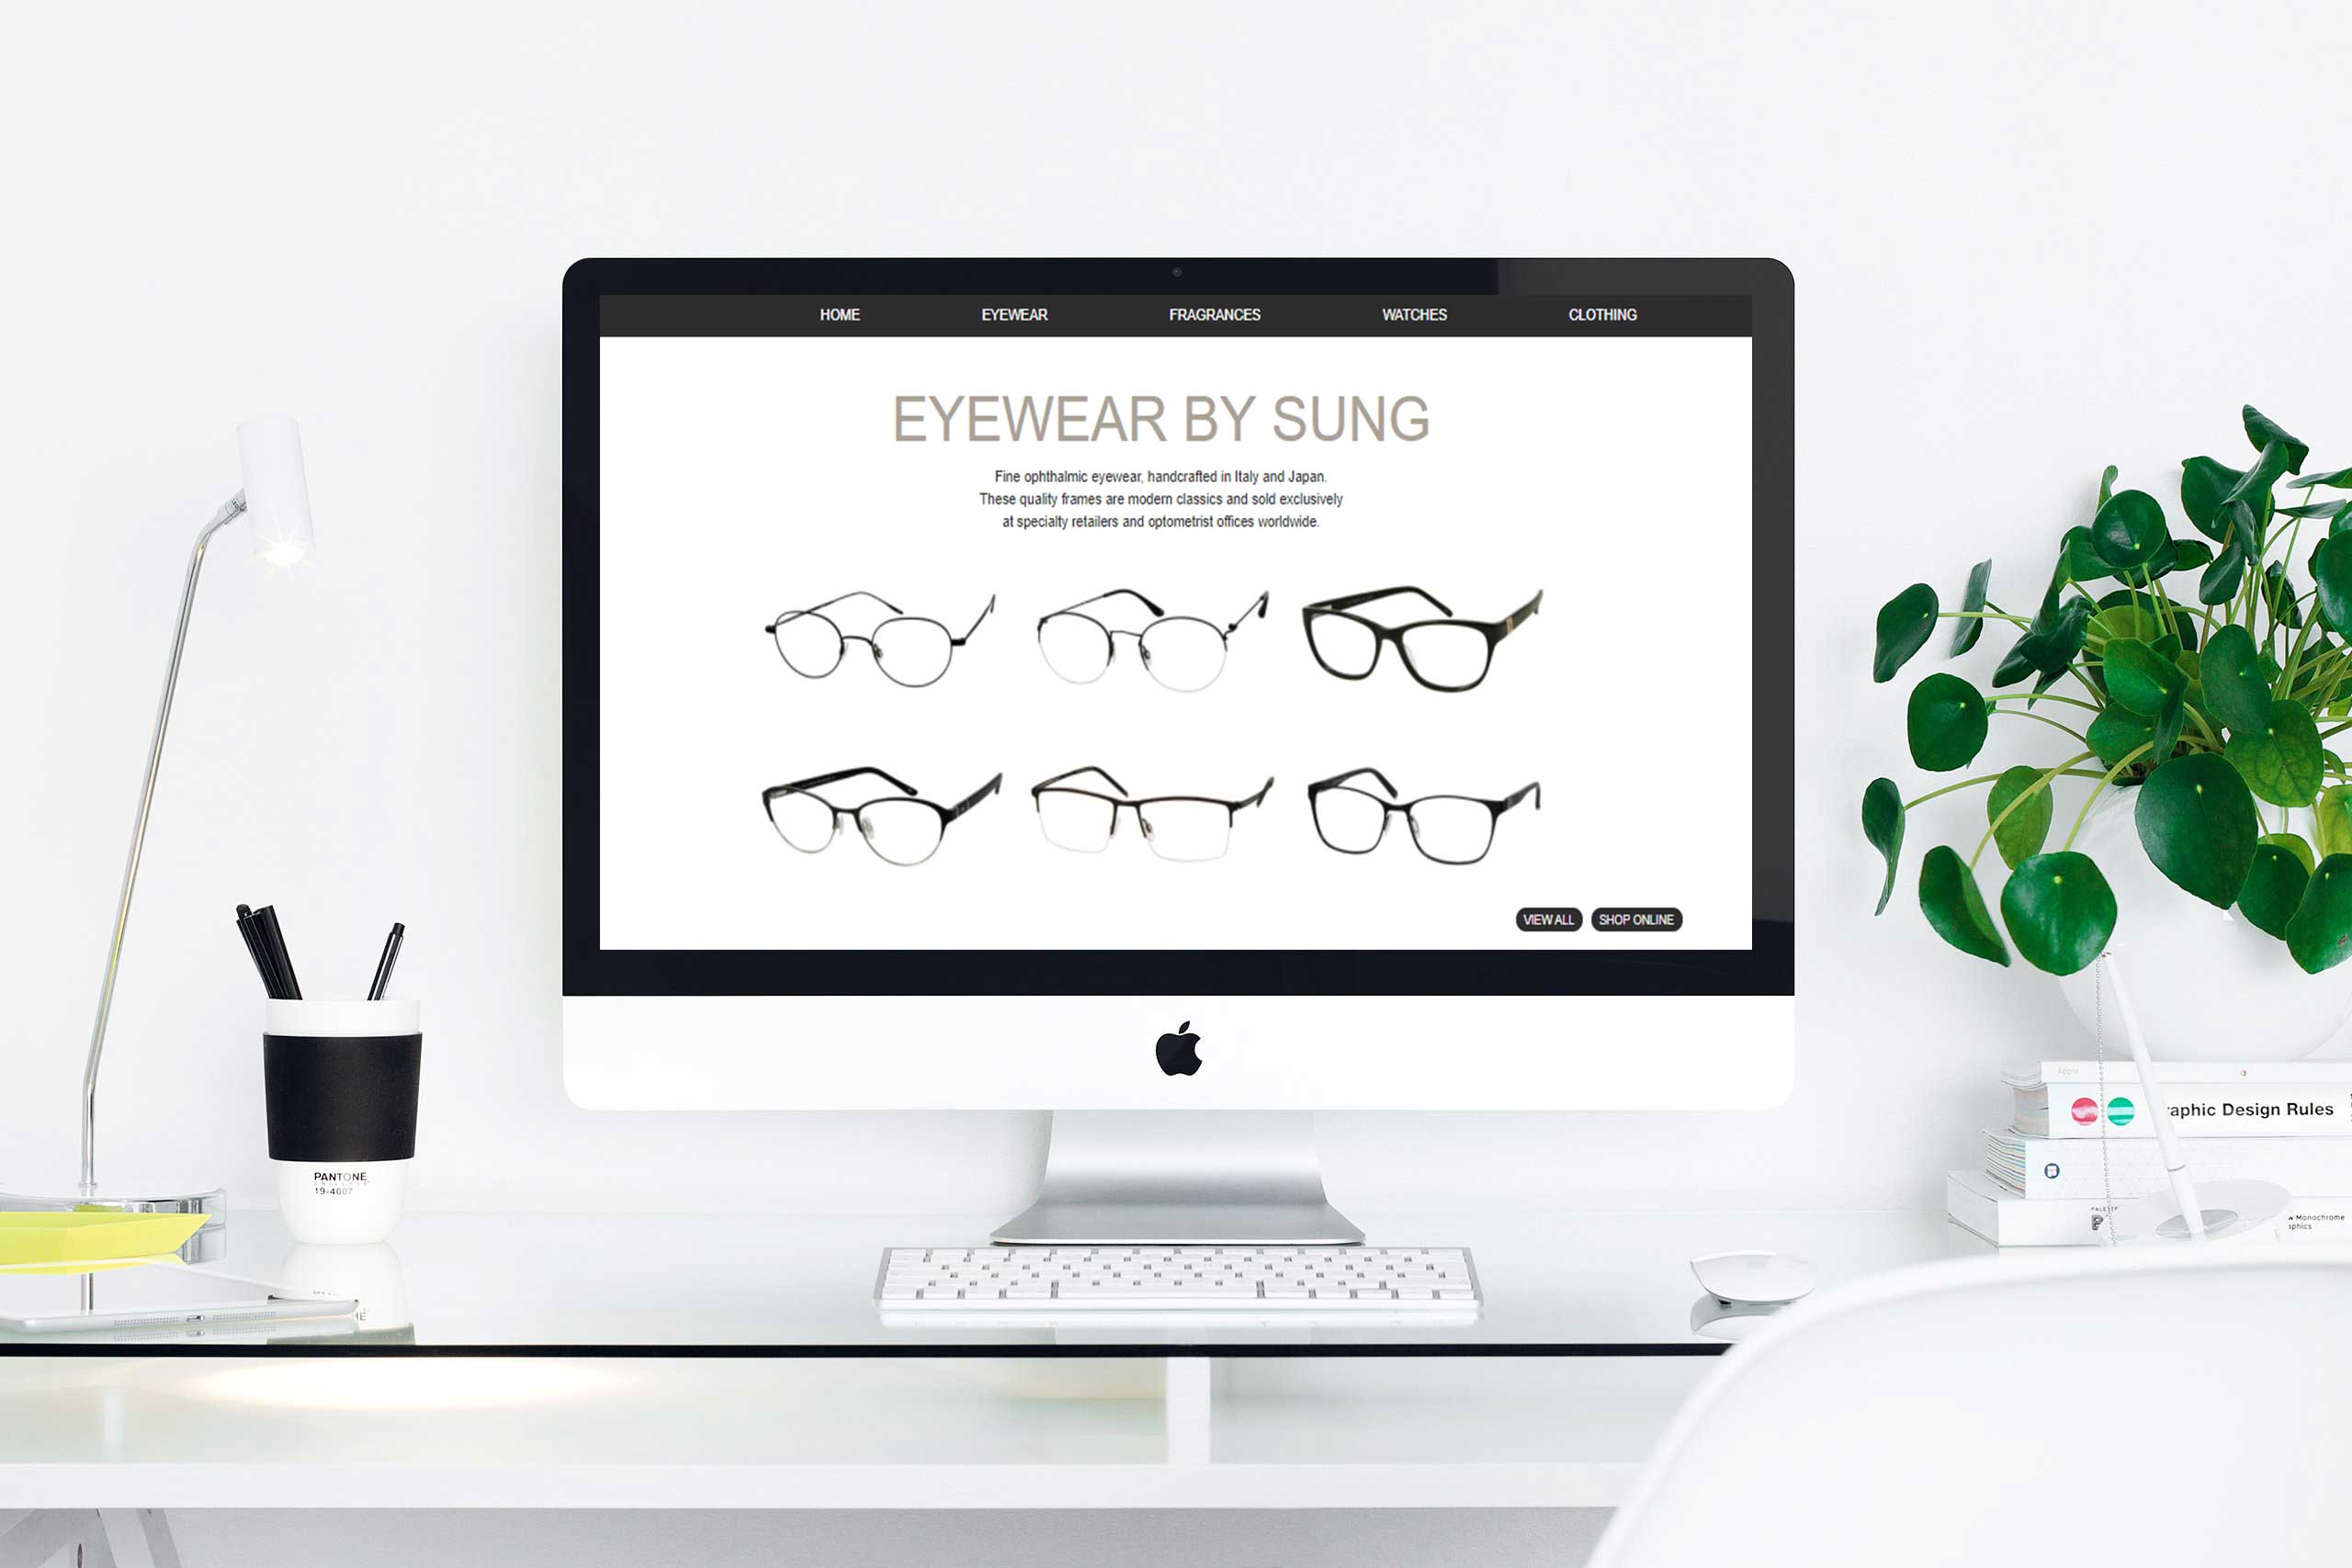 HOME EYEWEAR FRAGRANCES WATCHES CLOTHING
EYEWEAR BY SUNG
Fine ophthalmic eyewear, handcrafted in Italy and Japan.
These quality frames are modern classics and sold exclusively
at specialty retailers and optometrist offices worldwide.
VIEW ALL SHOP ONLINE
PANTONE
UNIVERSE
19-4007
Apple
raphic Design Rules
Monochrome